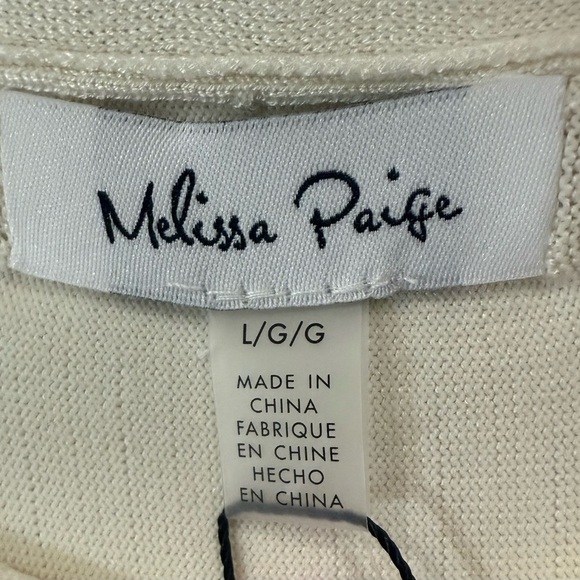 Melissa Paige
L/G/G
MADE IN
CHINA
FABRIQUE
EN CHINE
HECHO
EN CHINA